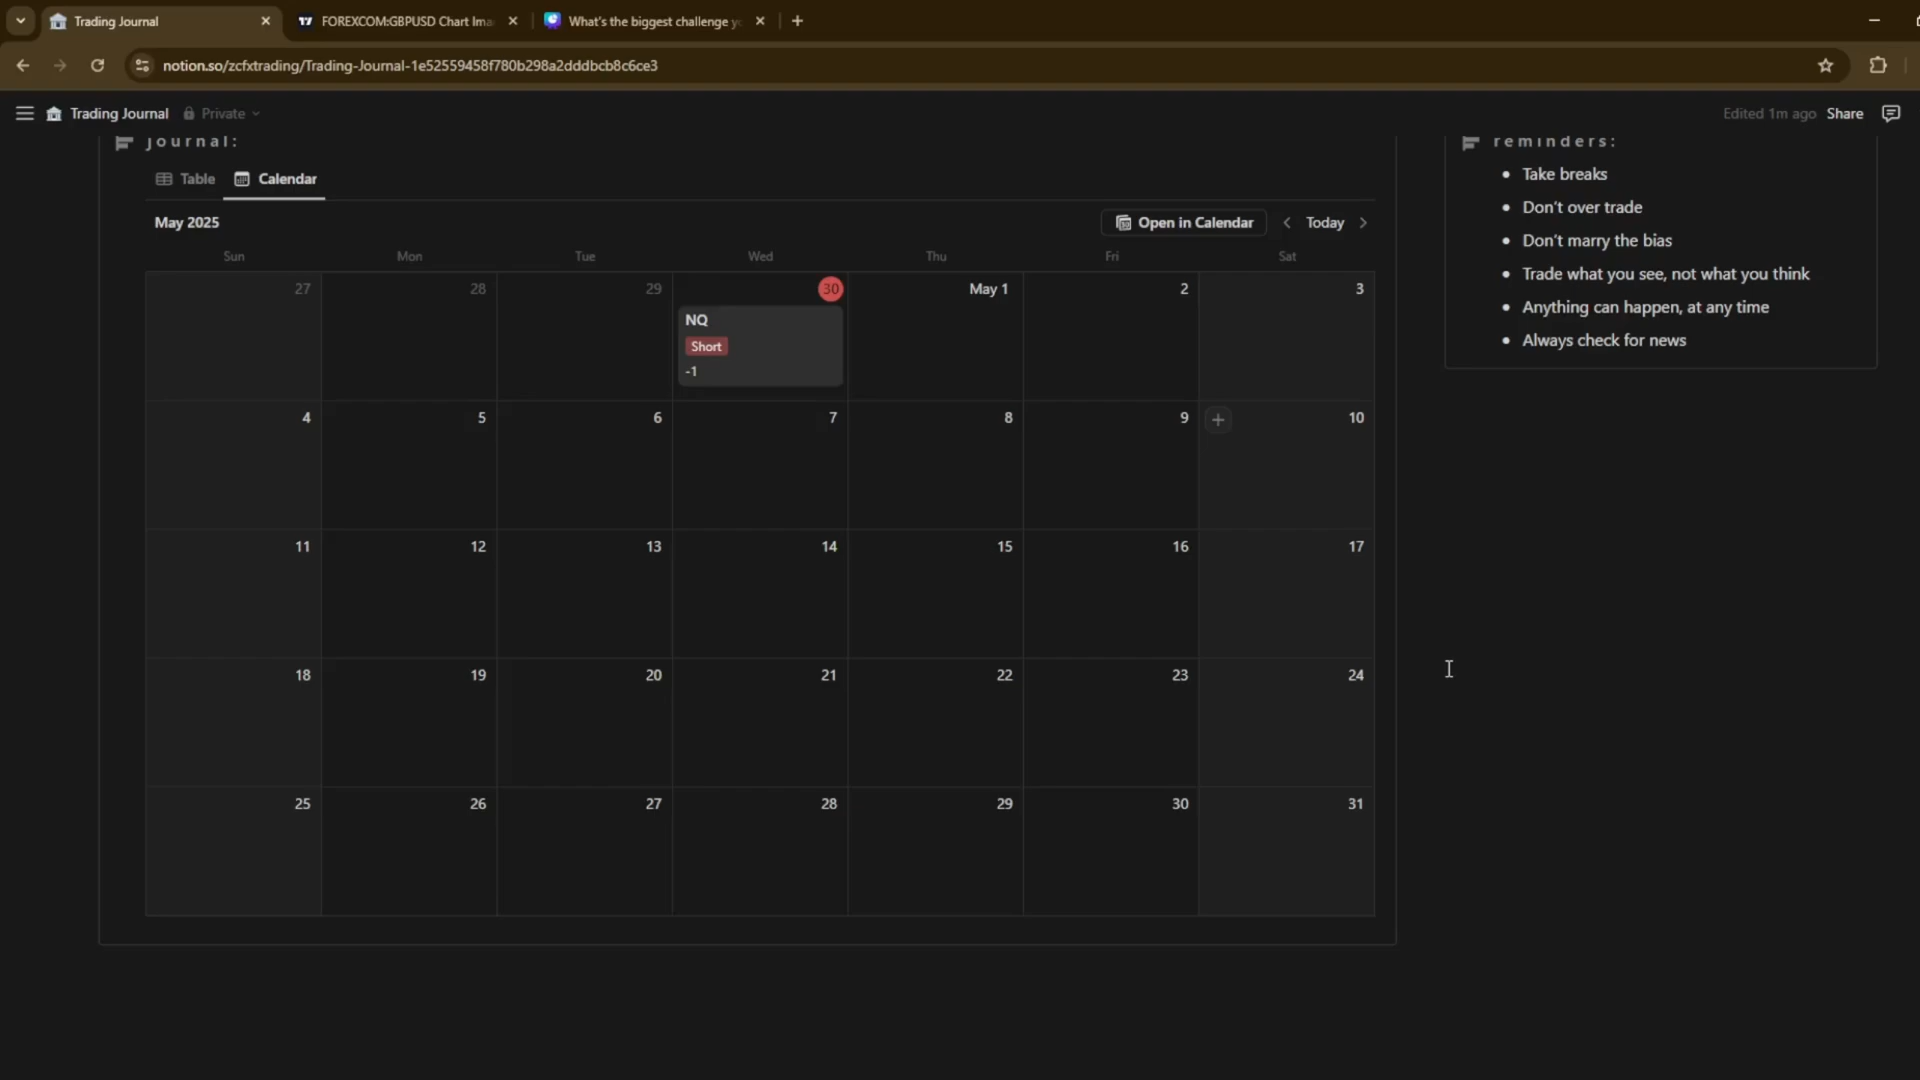 Trading Journal
FOREXCOM:GBPUSD Chart Ima
What's the biggest challenge y
notion.so/zcfxtrading/Trading-Journal-1e52559458f780b298a2dddbcb8c6ce3
Trading Journal
Private
Edited 1m ago
Share
journal:
Table
Calendar
May 2025
Open in Calendar
Today
Sun Mon Tue Wed Thu Fri Sat
27 28 29 30 May 1 2 3
NQ
Short
-1
4 5 6 7 8 9 10
11 12 13 14 15 16 17
18 19 20 21 22 23 24
25 26 27 28 29 30 31
reminders:
• Take breaks
• Don't over trade
• Don't marry the bias
• Trade what you see, not what you think
• Anything can happen, at any time
• Always check for news